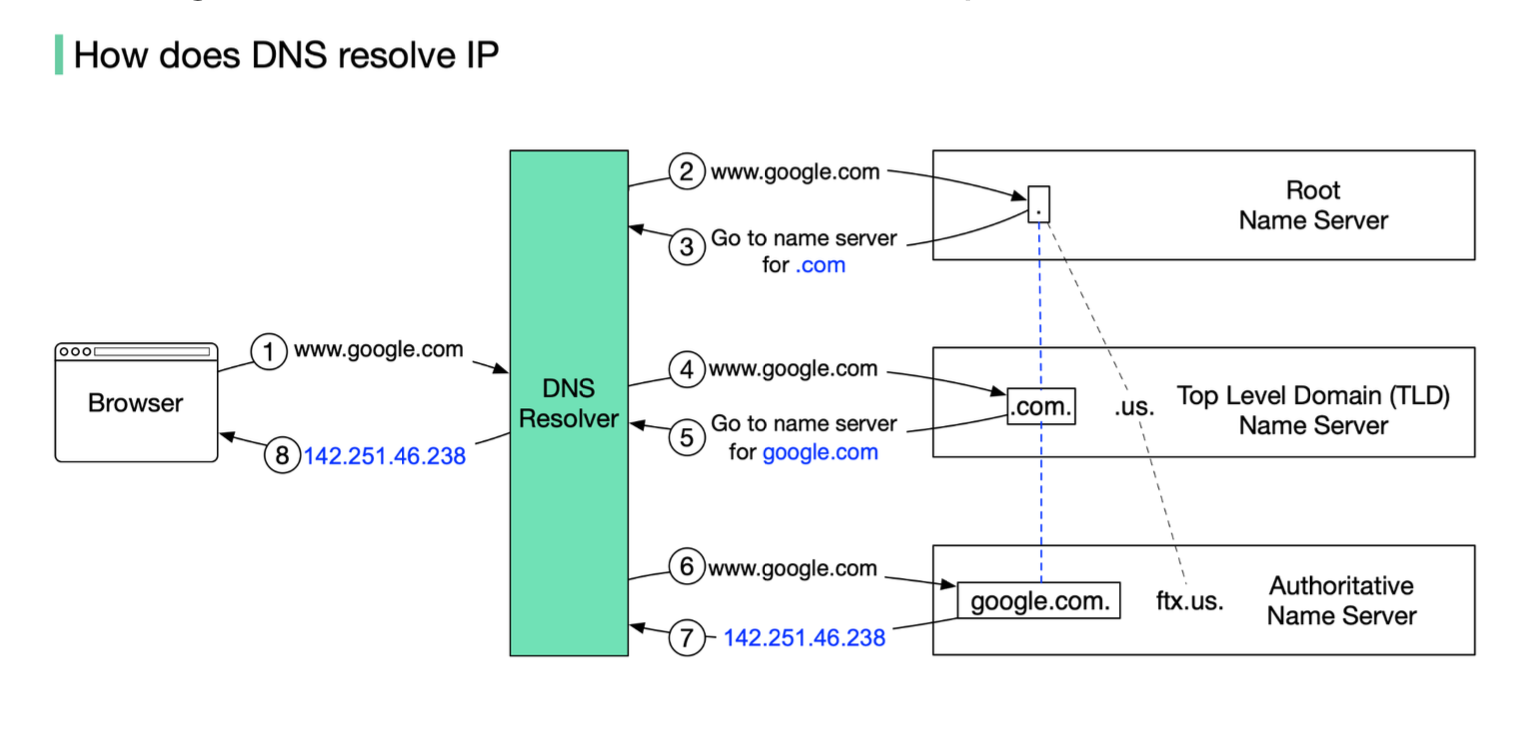 How does DNS resolve IP
Browser
1 www.google.com
8 142.251.46.238
DNS
Resolver
2 www.google.com
3 Go to name server
for .com
4 www.google.com
5 Go to name server
for google.com
6 www.google.com
7 142.251.46.238
.
Root
Name Server
.com.
.us.
Top Level Domain (TLD)
Name Server
google.com.
ftx.us.
Authoritative
Name Server